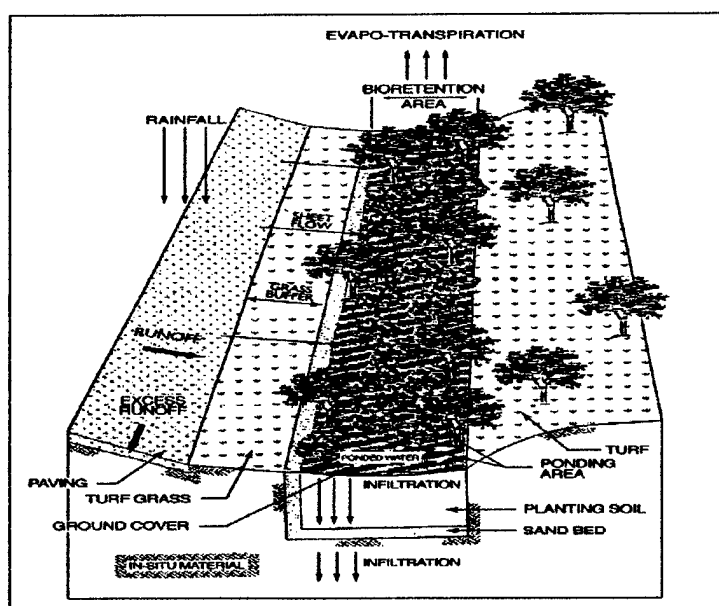 EVAPO-TRANSPIRATION
BIORETENTION
AREA
RAINFALL
SHEET
FLOW
GRASS
BUFFER
RUNOFF
EXCESS
RUNOFF
PONDED WATER
TURF
PAVING
INFILTRATION
PONDING
AREA
TURF GRASS
GROUND COVER
PLANTING SOIL
SAND BED
IN-SITU MATERIAL
INFILTRATION